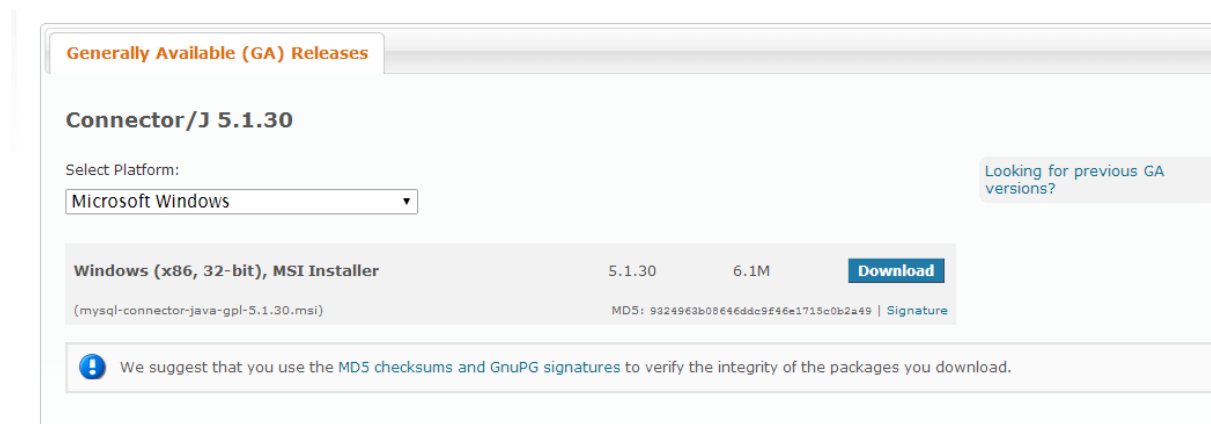 Generally Available (GA) Releases
Connector/J 5.1.30
Select Platform:
Microsoft Windows
Looking for previous GA
versions?
Windows (x86, 32-bit), MSI Installer 5.1.30 6.1M Download
(mysql-connector-java-gpl-5.1.30.msi) MD5: 9324963b08646ddc9f46e1715c0b2a49 | Signature
We suggest that you use the MD5 checksums and GnuPG signatures to verify the integrity of the packages you download.